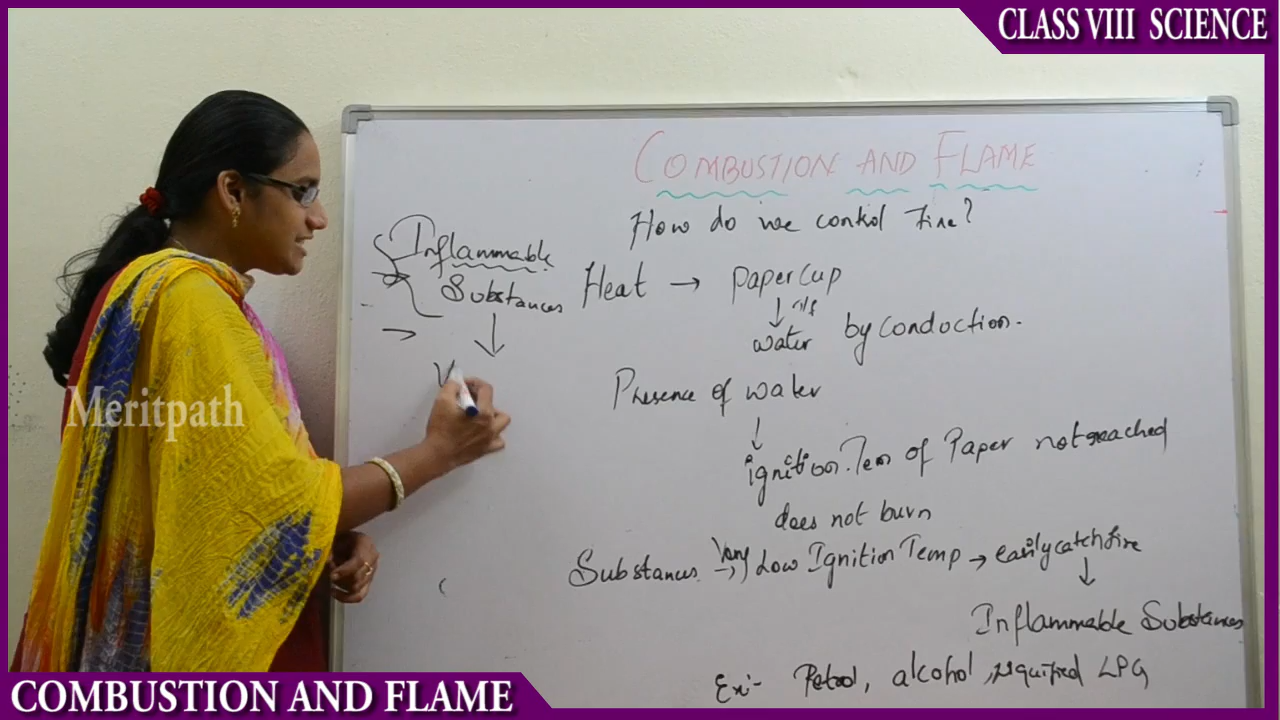 CLASS VIII SCIENCE
COMBUSTION AND FLAME
How do we control Fire?
Inflammable
Substances
Heat → Paper cup
↓
water by conduction.
Presence of water
↓
ignition. Tem of Paper not reached
does not burn
Substances → Very Low Ignition Temp → easily catch fire
↓
Inflammable Substances
Ex:- Petrol, alcohol, LPG
Meritpath
COMBUSTION AND FLAME